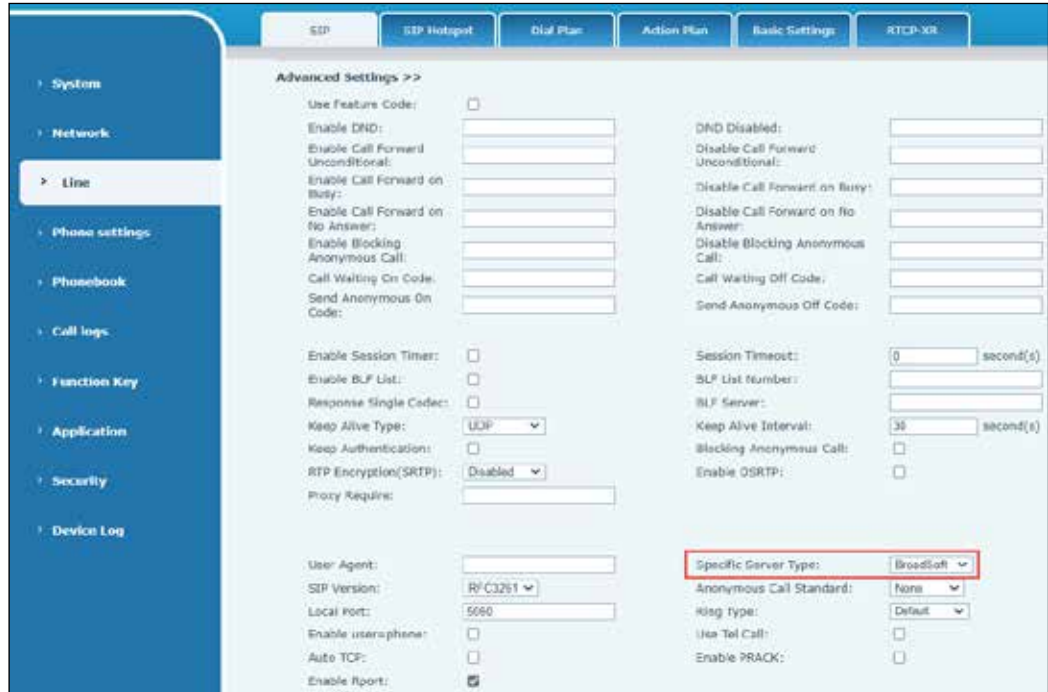 SIP SIP Hotspot Dial Plan Action Plan Basic Settings RTCP-XR
System
Network
Line
Phone settings
Phonebook
Call logs
Function Key
Application
Security
Device Log
Advanced Settings >>
Use Feature Code:
Enable DND: DND Disabled:
Enable Call Forward Disable Call Forward
Unconditional: Unconditional:
Enable Call Forward on Disable Call Forward on Busy:
Busy:
Enable Call Forward on Disable Call Forward on No
No Answer: Answer:
Enable Blocking Disable Blocking Anonymous
Anonymous Call: Call:
Call Waiting On Code: Call Waiting Off Code:
Send Anonymous On Send Anonymous Off Code:
Code:
Enable Session Timer: Session Timeout: 0 second(s)
Enable BLF List: BLF List Number:
Response Single Codec: BLF Server:
Keep Alive Type: UDP Keep Alive Interval: 30 second(s)
Keep Authentication: Blocking Anonymous Call:
RTP Encryption(SRTP): Disabled Enable OSRTP:
Proxy Require:
User Agent: Specific Server Type: BroadSoft
SIP Version: RFC3261 Anonymous Call Standard: None
Local Port: 5060 Ring Type: Default
Enable user=phone: Use Tel Call:
Auto TCP: Enable PRACK:
Enable Rport: